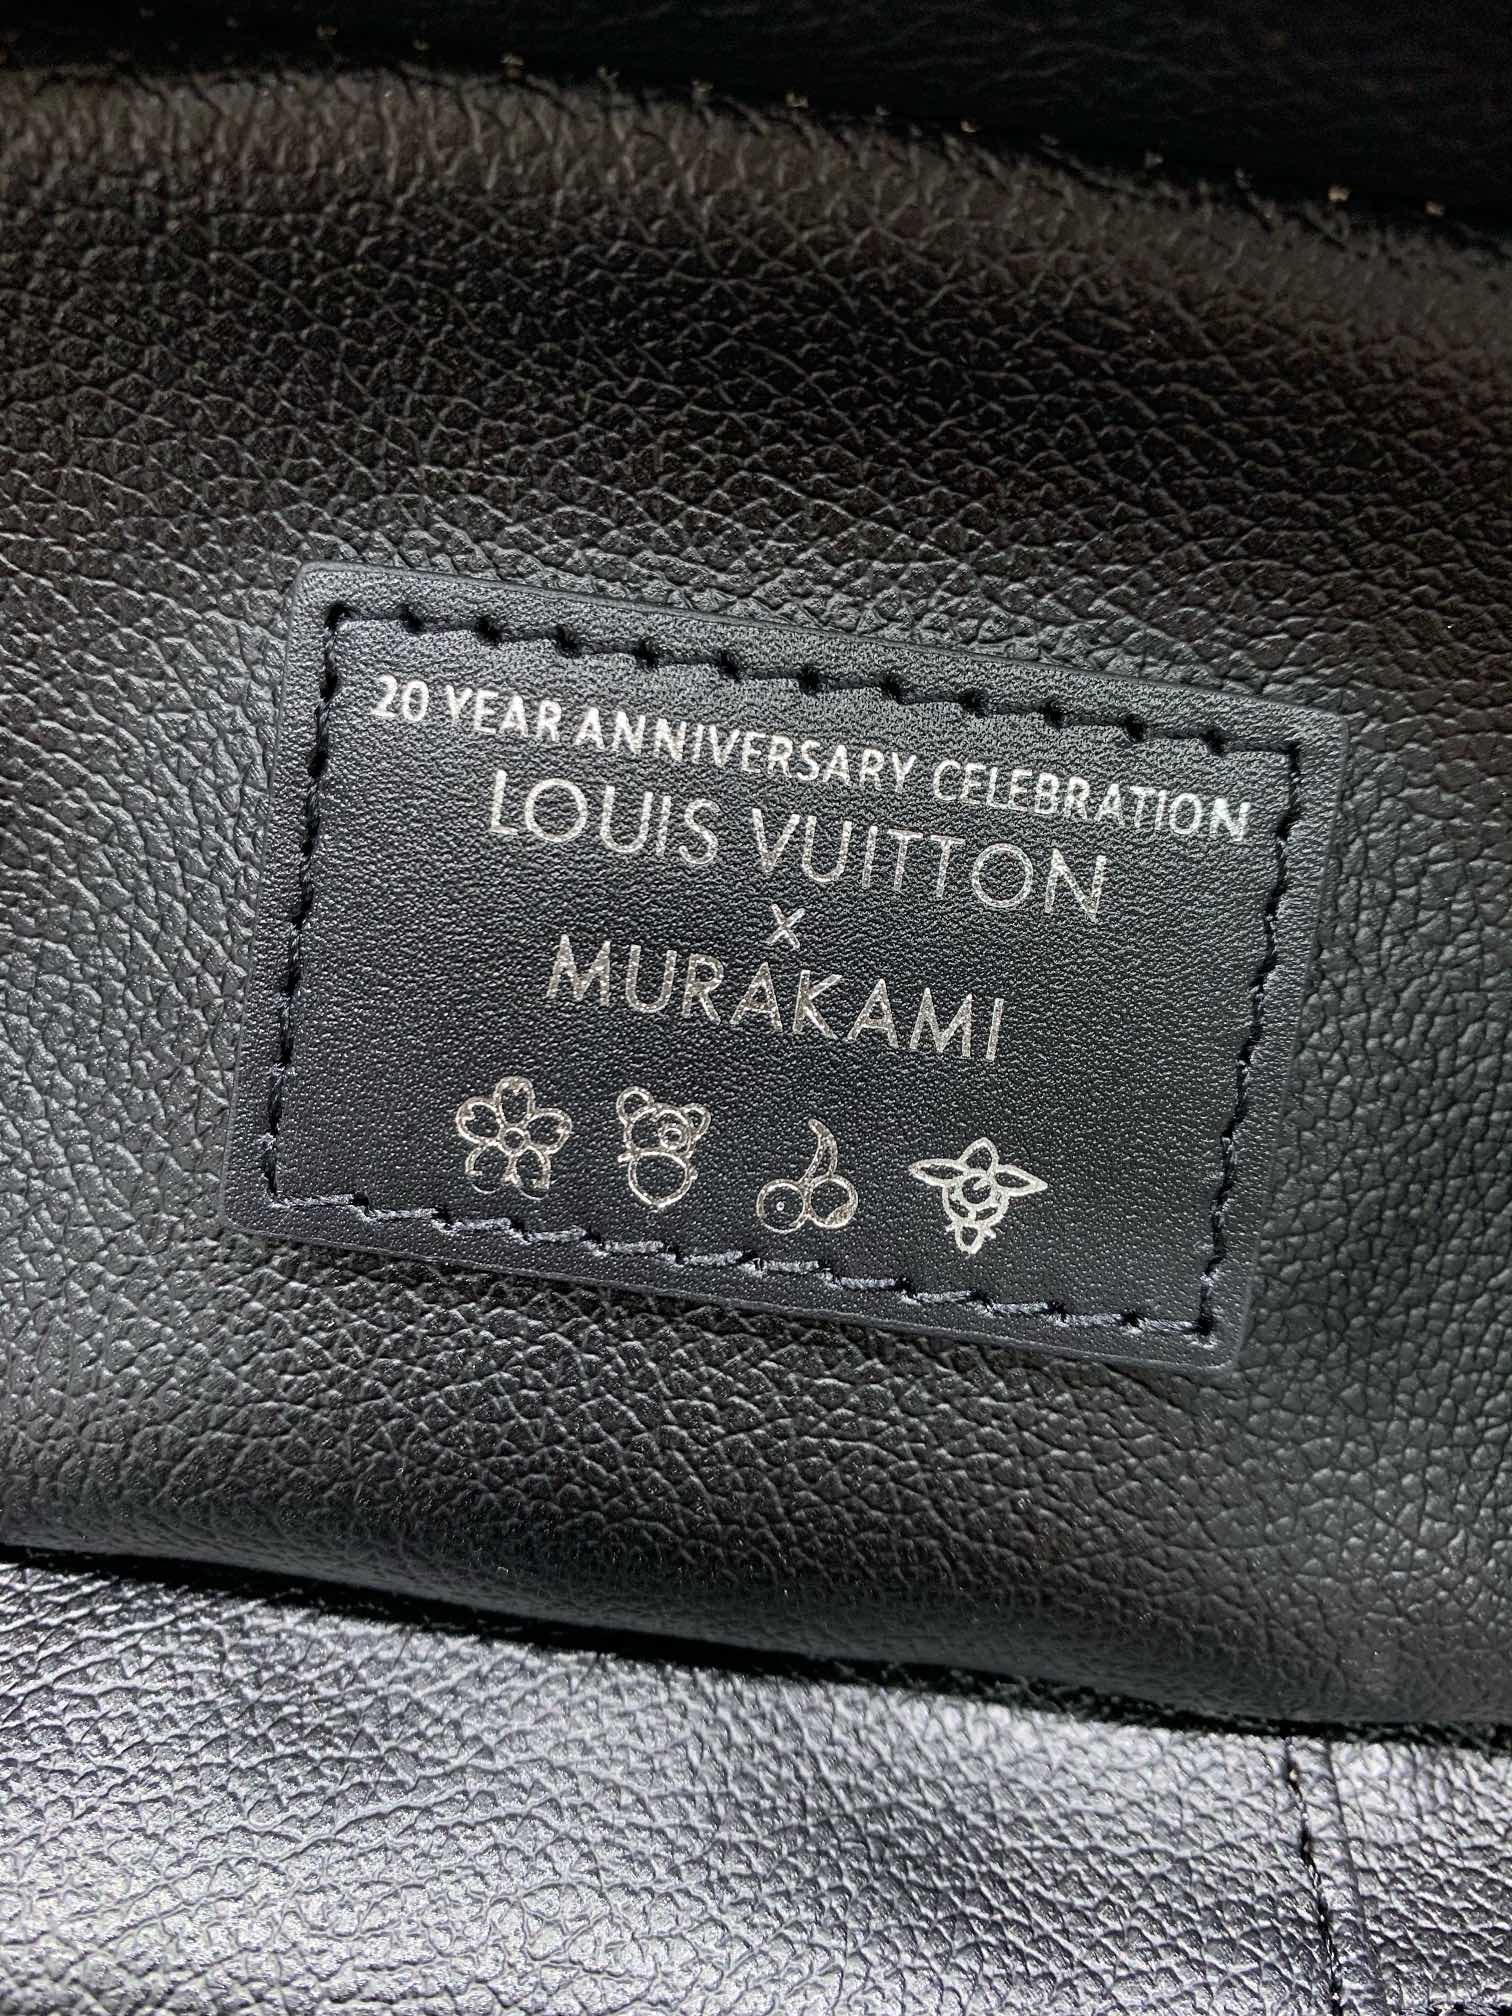 20 YEAR ANNIVERSARY CELEBRATION
LOUIS VUITTON
x
MURAKAMI